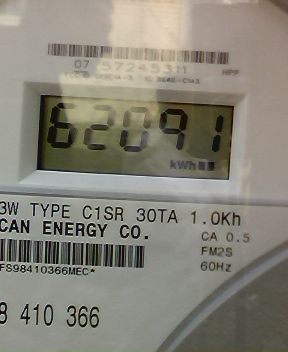 07 57245311
HPF
62091
kWh
3W TYPE C1SR 30TA 1.0Kh
CAN ENERGY CO.
CA 0.5
FM2S
FS98410366MEC*
60Hz
8 410 366